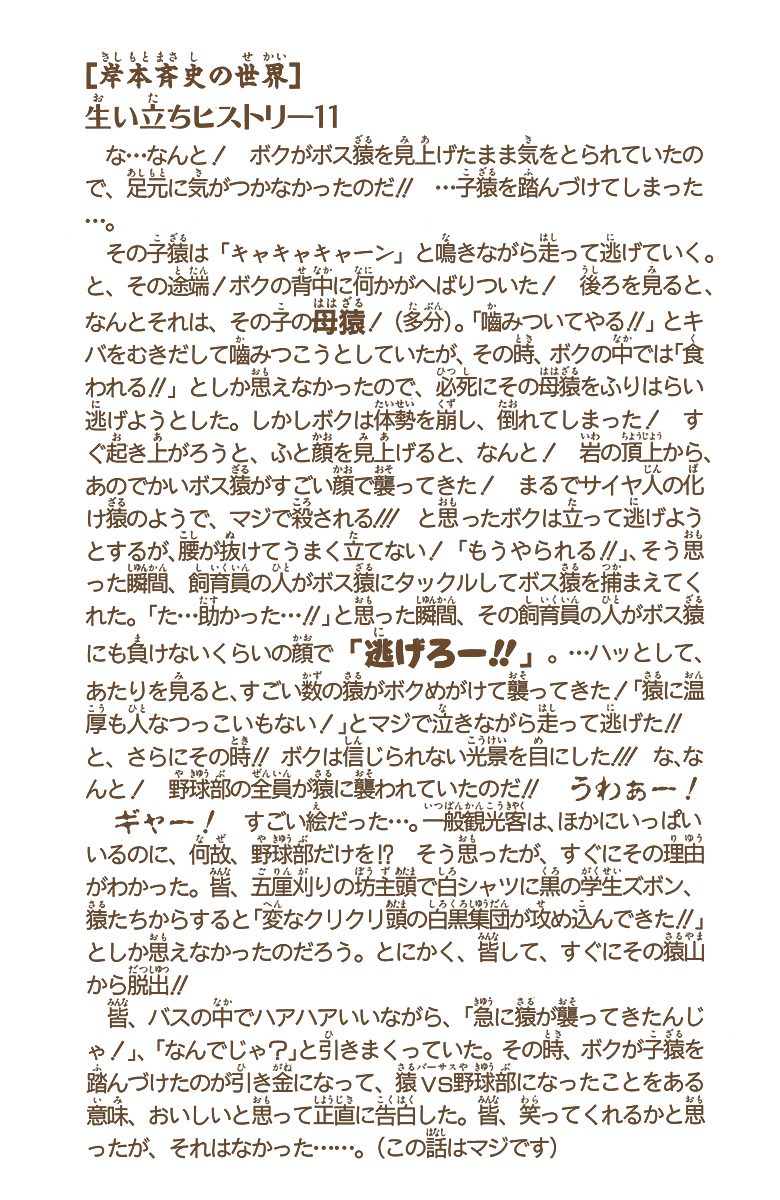 [岸本斉史の世界]
生い立ちヒストリー11
な…なんと! ボクがボス猿を見上げたまま気をとられていたの
で、足元に気がつかなかったのだ!! …子猿を踏んづけてしまった
…。
その子猿は「キャキャキャーン」と鳴きながら走って逃げていく。
と、その途端!ボクの背中に何かがへばりついた! 後ろを見ると、
なんとそれは、その子の母猿!(多分)。「嚙みついてやる!!」とキ
バをむきだして嚙みつこうとしていたが、その時、ボクの中では「食
われる!!」としか思えなかったので、必死にその母猿をふりはらい
逃げようとした。しかしボクは体勢を崩し、倒れてしまった! す
ぐ起き上がろうと、ふと顔を見上げると、なんと! 岩の頂上から、
あのでかいボス猿がすごい顔で襲ってきた! まるでサイヤ人の化
け猿のようで、マジで殺される!!! と思ったボクは立って逃げよう
とするが、腰が抜けてうまく立てない!「もうやられる!!」、そう思
った瞬間、飼育員の人がボス猿にタックルしてボス猿を捕まえてく
れた。「た…助かった…!!」と思った瞬間、その飼育員の人がボス猿
にも負けないくらいの顔で「逃げろー!!」。…ハッとして、
あたりを見ると、すごい数の猿がボクめがけて襲ってきた!「猿に温
厚も人なつっこいもない!」とマジで泣きながら走って逃げた!!
と、さらにその時!! ボクは信じられない光景を目にした!!! な、な
んと! 野球部の全員が猿に襲われていたのだ!! うわぁー!
ギャー! すごい絵だった…。一般観光客は、ほかにいっぱい
いるのに、何故、野球部だけを!? そう思ったが、すぐにその理由
がわかった。皆、五厘刈りの坊主頭で白シャツに黒の学生ズボン、
猿たちからすると「変なクリクリ頭の白黒集団が攻め込んできた!!」
としか思えなかったのだろう。とにかく、皆して、すぐにその猿山
から脱出!!
皆、バスの中でハアハアいいながら、「急に猿が襲ってきたんじ
ゃ!」、「なんでじゃ?」と引きまくっていた。その時、ボクが子猿を
踏んづけたのが引き金になって、猿VS野球部になったことをある
意味、おいしいと思って正直に告白した。皆、笑ってくれるかと思
ったが、それはなかった……。(この話はマジです)